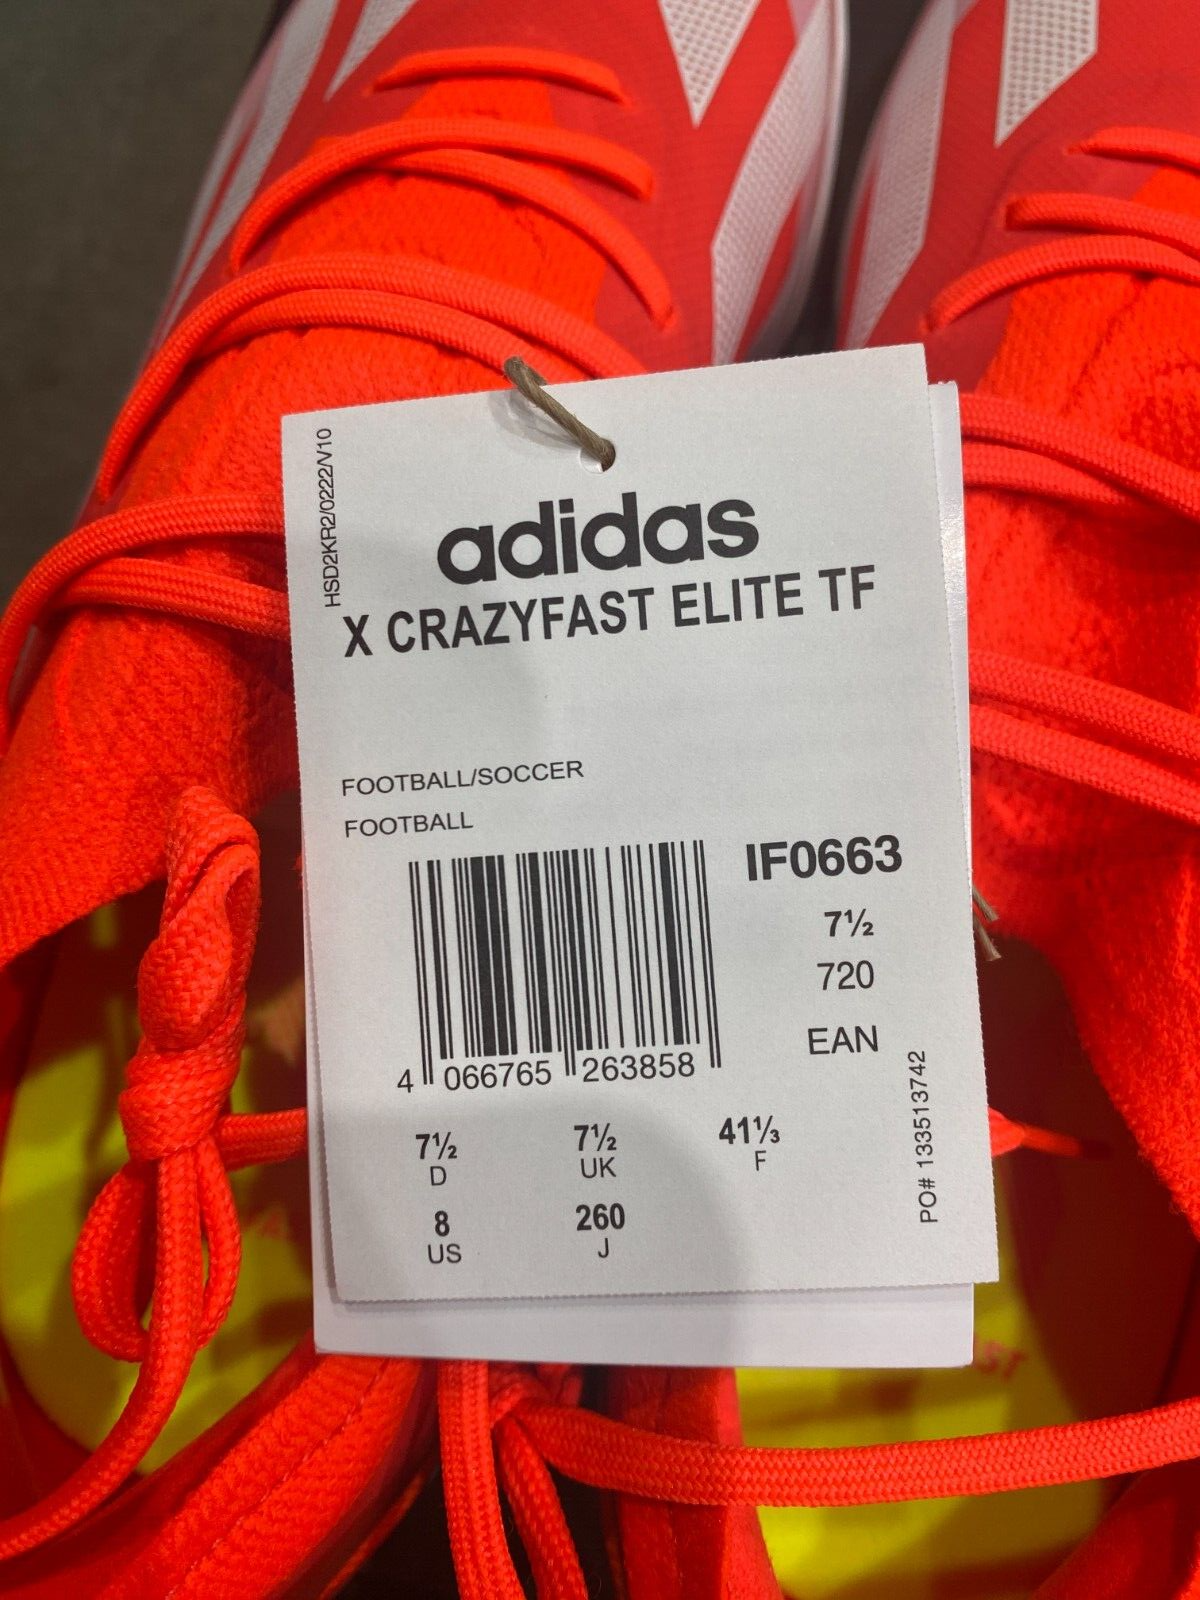 HSD2KR2/0222/V10
adidas
X CRAZYFAST ELITE TF
FOOTBALL/SOCCER
FOOTBALL
IF0663
7½
720
EAN
4 066765 263858
PO# 133513742
7½ 7½ 41⅓
D UK F
8 260
US J